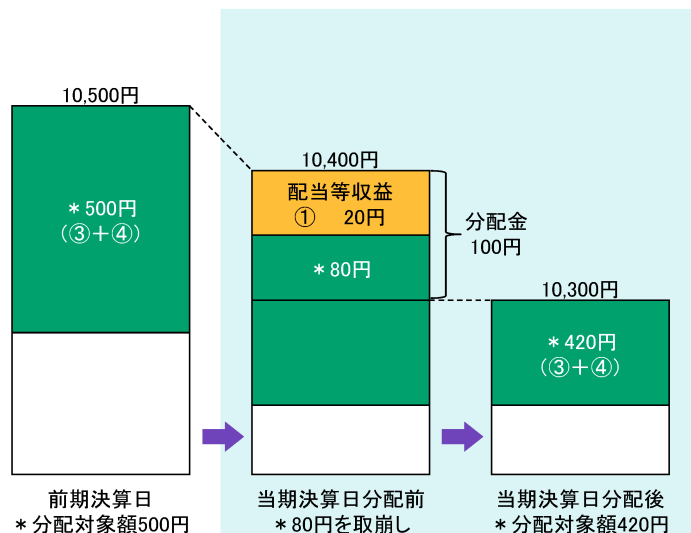 10,500円
＊500円
（③＋④）
前期決算日
＊分配対象額500円
10,400円
配当等収益
①　20円
＊80円
分配金
100円
当期決算日分配前
＊80円を取崩し
10,300円
＊420円
（③＋④）
当期決算日分配後
＊分配対象額420円